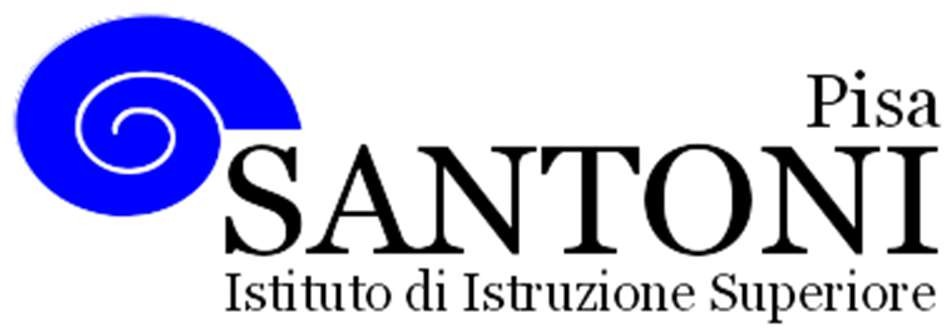 Pisa
SANTONI
Istituto di Istruzione Superiore